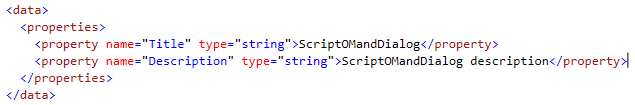 <data>
<properties>
<property name="Title" type="string">ScriptOMandDialog</property>
<property name="Description" type="string">ScriptOMandDialog description</property>
</properties>
</data>